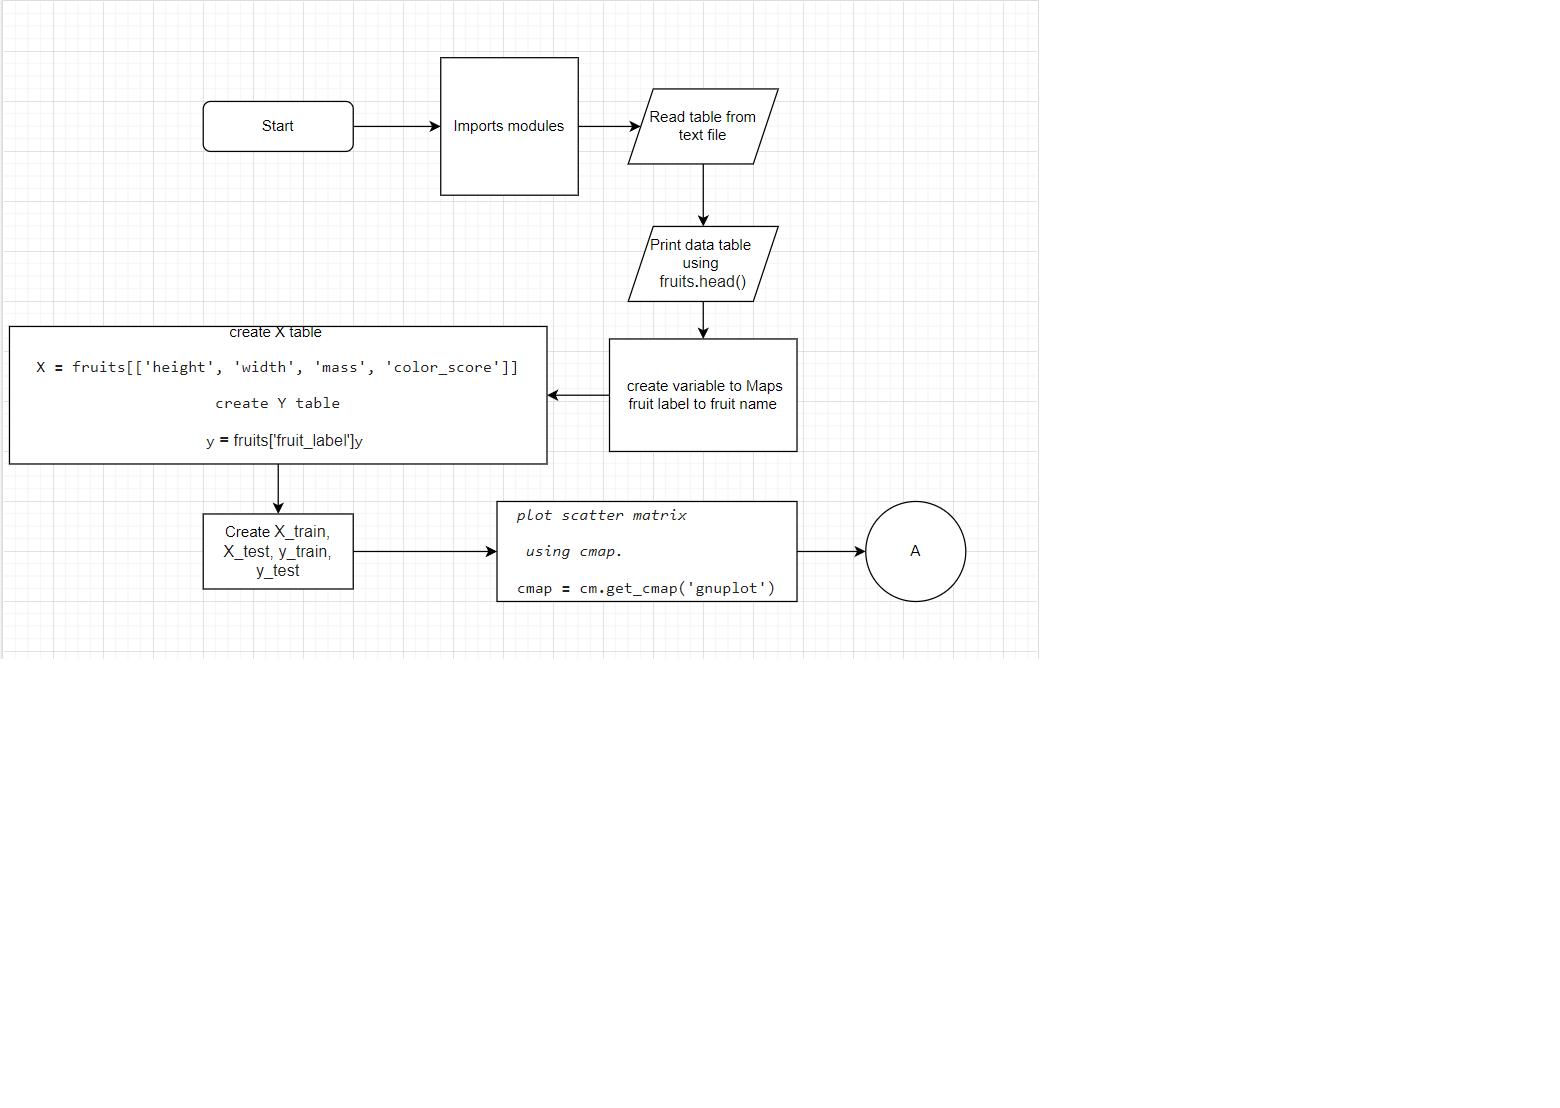 Start
Imports modules
Read table from
text file
Print data table
using
fruits.head()
create variable to Maps
fruit label to fruit name
create X table
X = fruits[['height', 'width', 'mass', 'color_score']]
create Y table
y = fruits['fruit_label']y
Create X_train,
X_test, y_train,
y_test
plot scatter matrix
using cmap.
cmap = cm.get_cmap('gnuplot')
A